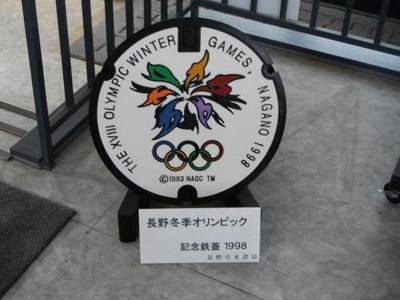 THE XVIII OLYMPIC WINTER GAMES, NAGANO 1998
©1993 NAOC TM
長野冬季オリンピック
記念鉄蓋 1998
長野市水道局